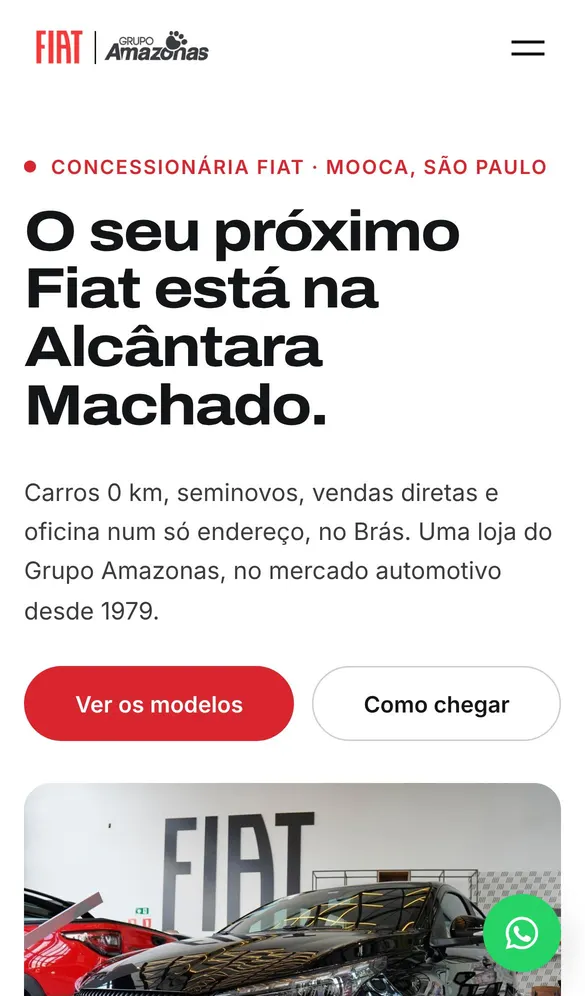 FIAT
GRUPO
Amazonas
CONCESSIONÁRIA FIAT · MOOCA, SÃO PAULO
O seu próximo
Fiat está na
Alcântara
Machado.
Carros 0 km, seminovos, vendas diretas e
oficina num só endereço, no Brás. Uma loja do
Grupo Amazonas, no mercado automotivo
desde 1979.
Ver os modelos
Como chegar
FIAT